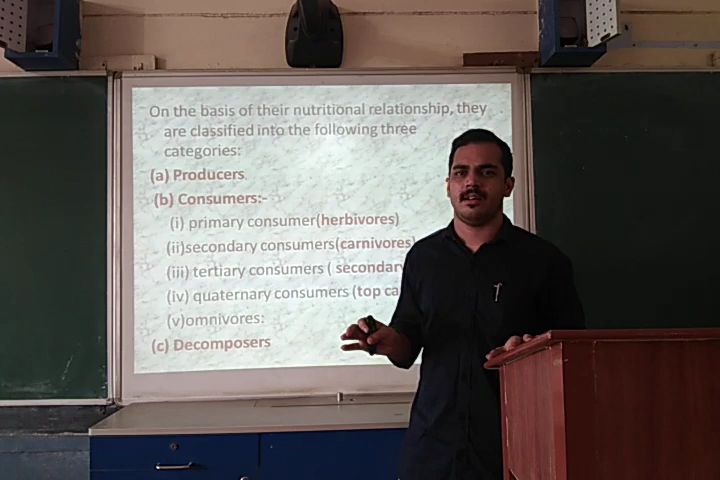 On the basis of their nutritional relationship, they
are classified into the following three
categories:
(a) Producers
(b) Consumers:-
(i) primary consumer(herbivores)
(ii)secondary consumers(carnivores)
(iii) tertiary consumers ( secondary
(iv) quaternary consumers (top ca
(v)omnivores:
(c) Decomposers